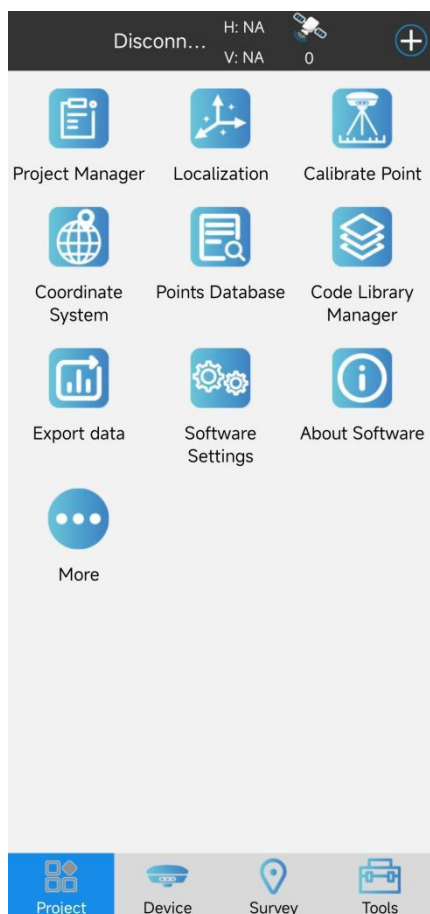 Disconn...
H: NA
V: NA
0
Project Manager
Localization
Calibrate Point
Coordinate
System
Points Database
Code Library
Manager
Export data
Software
Settings
About Software
More
Project
Device
Survey
Tools